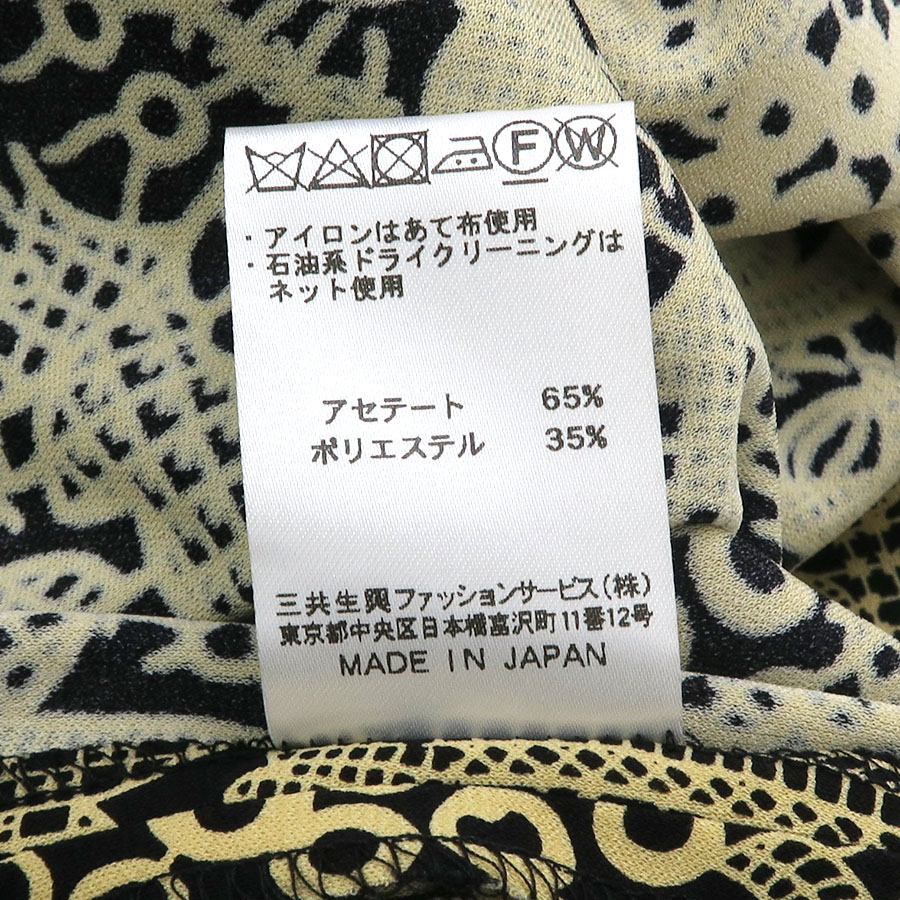 F W
・アイロンはあて布使用
・石油系ドライクリーニングは
ネット使用
アセテート 65%
ポリエステル 35%
三共生興ファッションサービス(株)
東京都中央区日本橋富沢町11番12号
MADE IN JAPAN